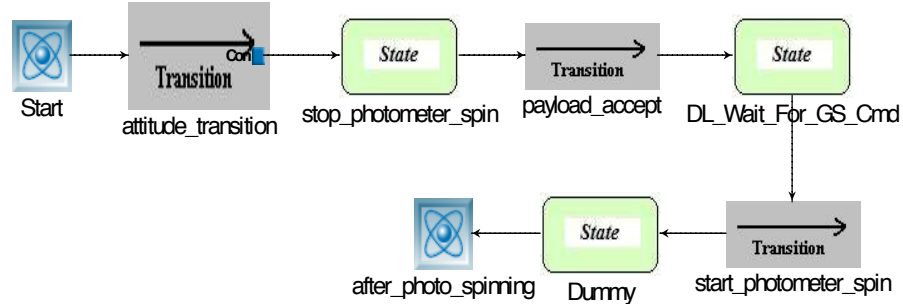 Con
Transition
State
Transition
State
Start
attitude_transition
stop_photometer_spin
payload_accept
DL_Wait_For_GS_Cmd
State
Transition
after_photo_spinning
Dummy
start_photometer_spin